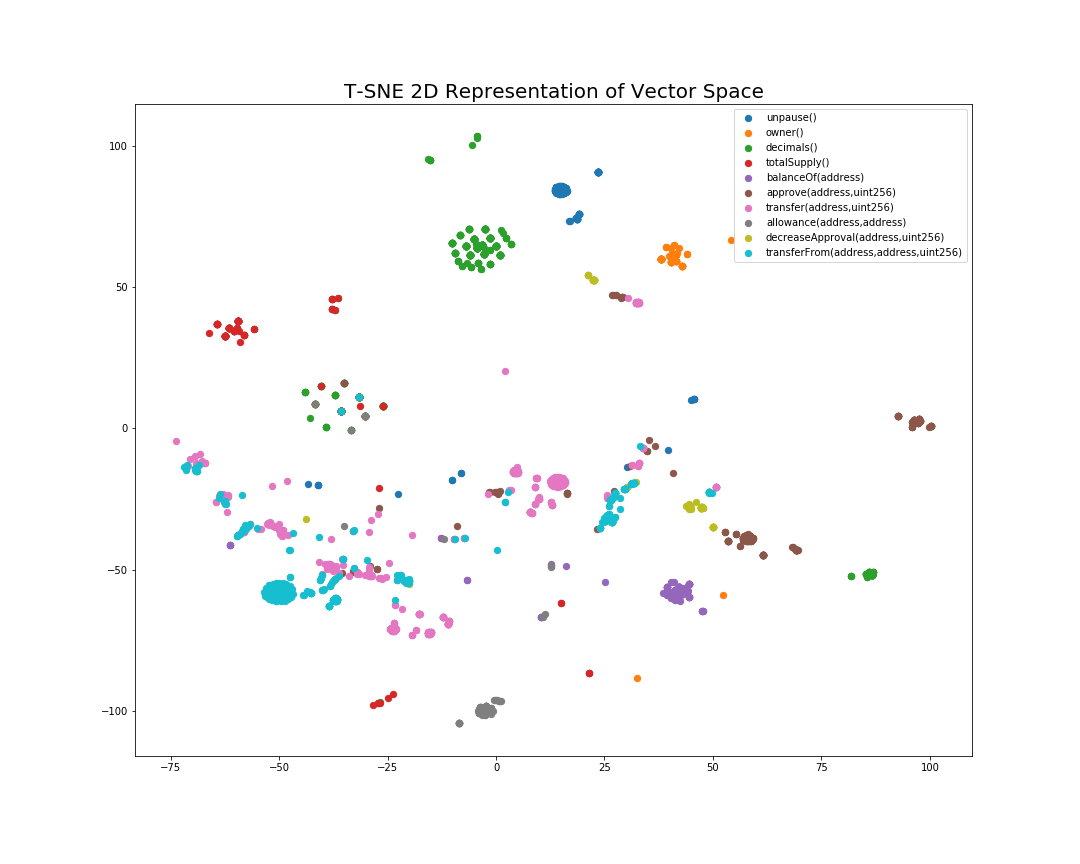 T-SNE 2D Representation of Vector Space
unpause()
owner()
decimals()
totalSupply()
balanceOf(address)
approve(address,uint256)
transfer(address,uint256)
allowance(address,address)
decreaseApproval(address,uint256)
transferFrom(address,address,uint256)
100
50
0
−50
−100
−75
−50
−25
0
25
50
75
100